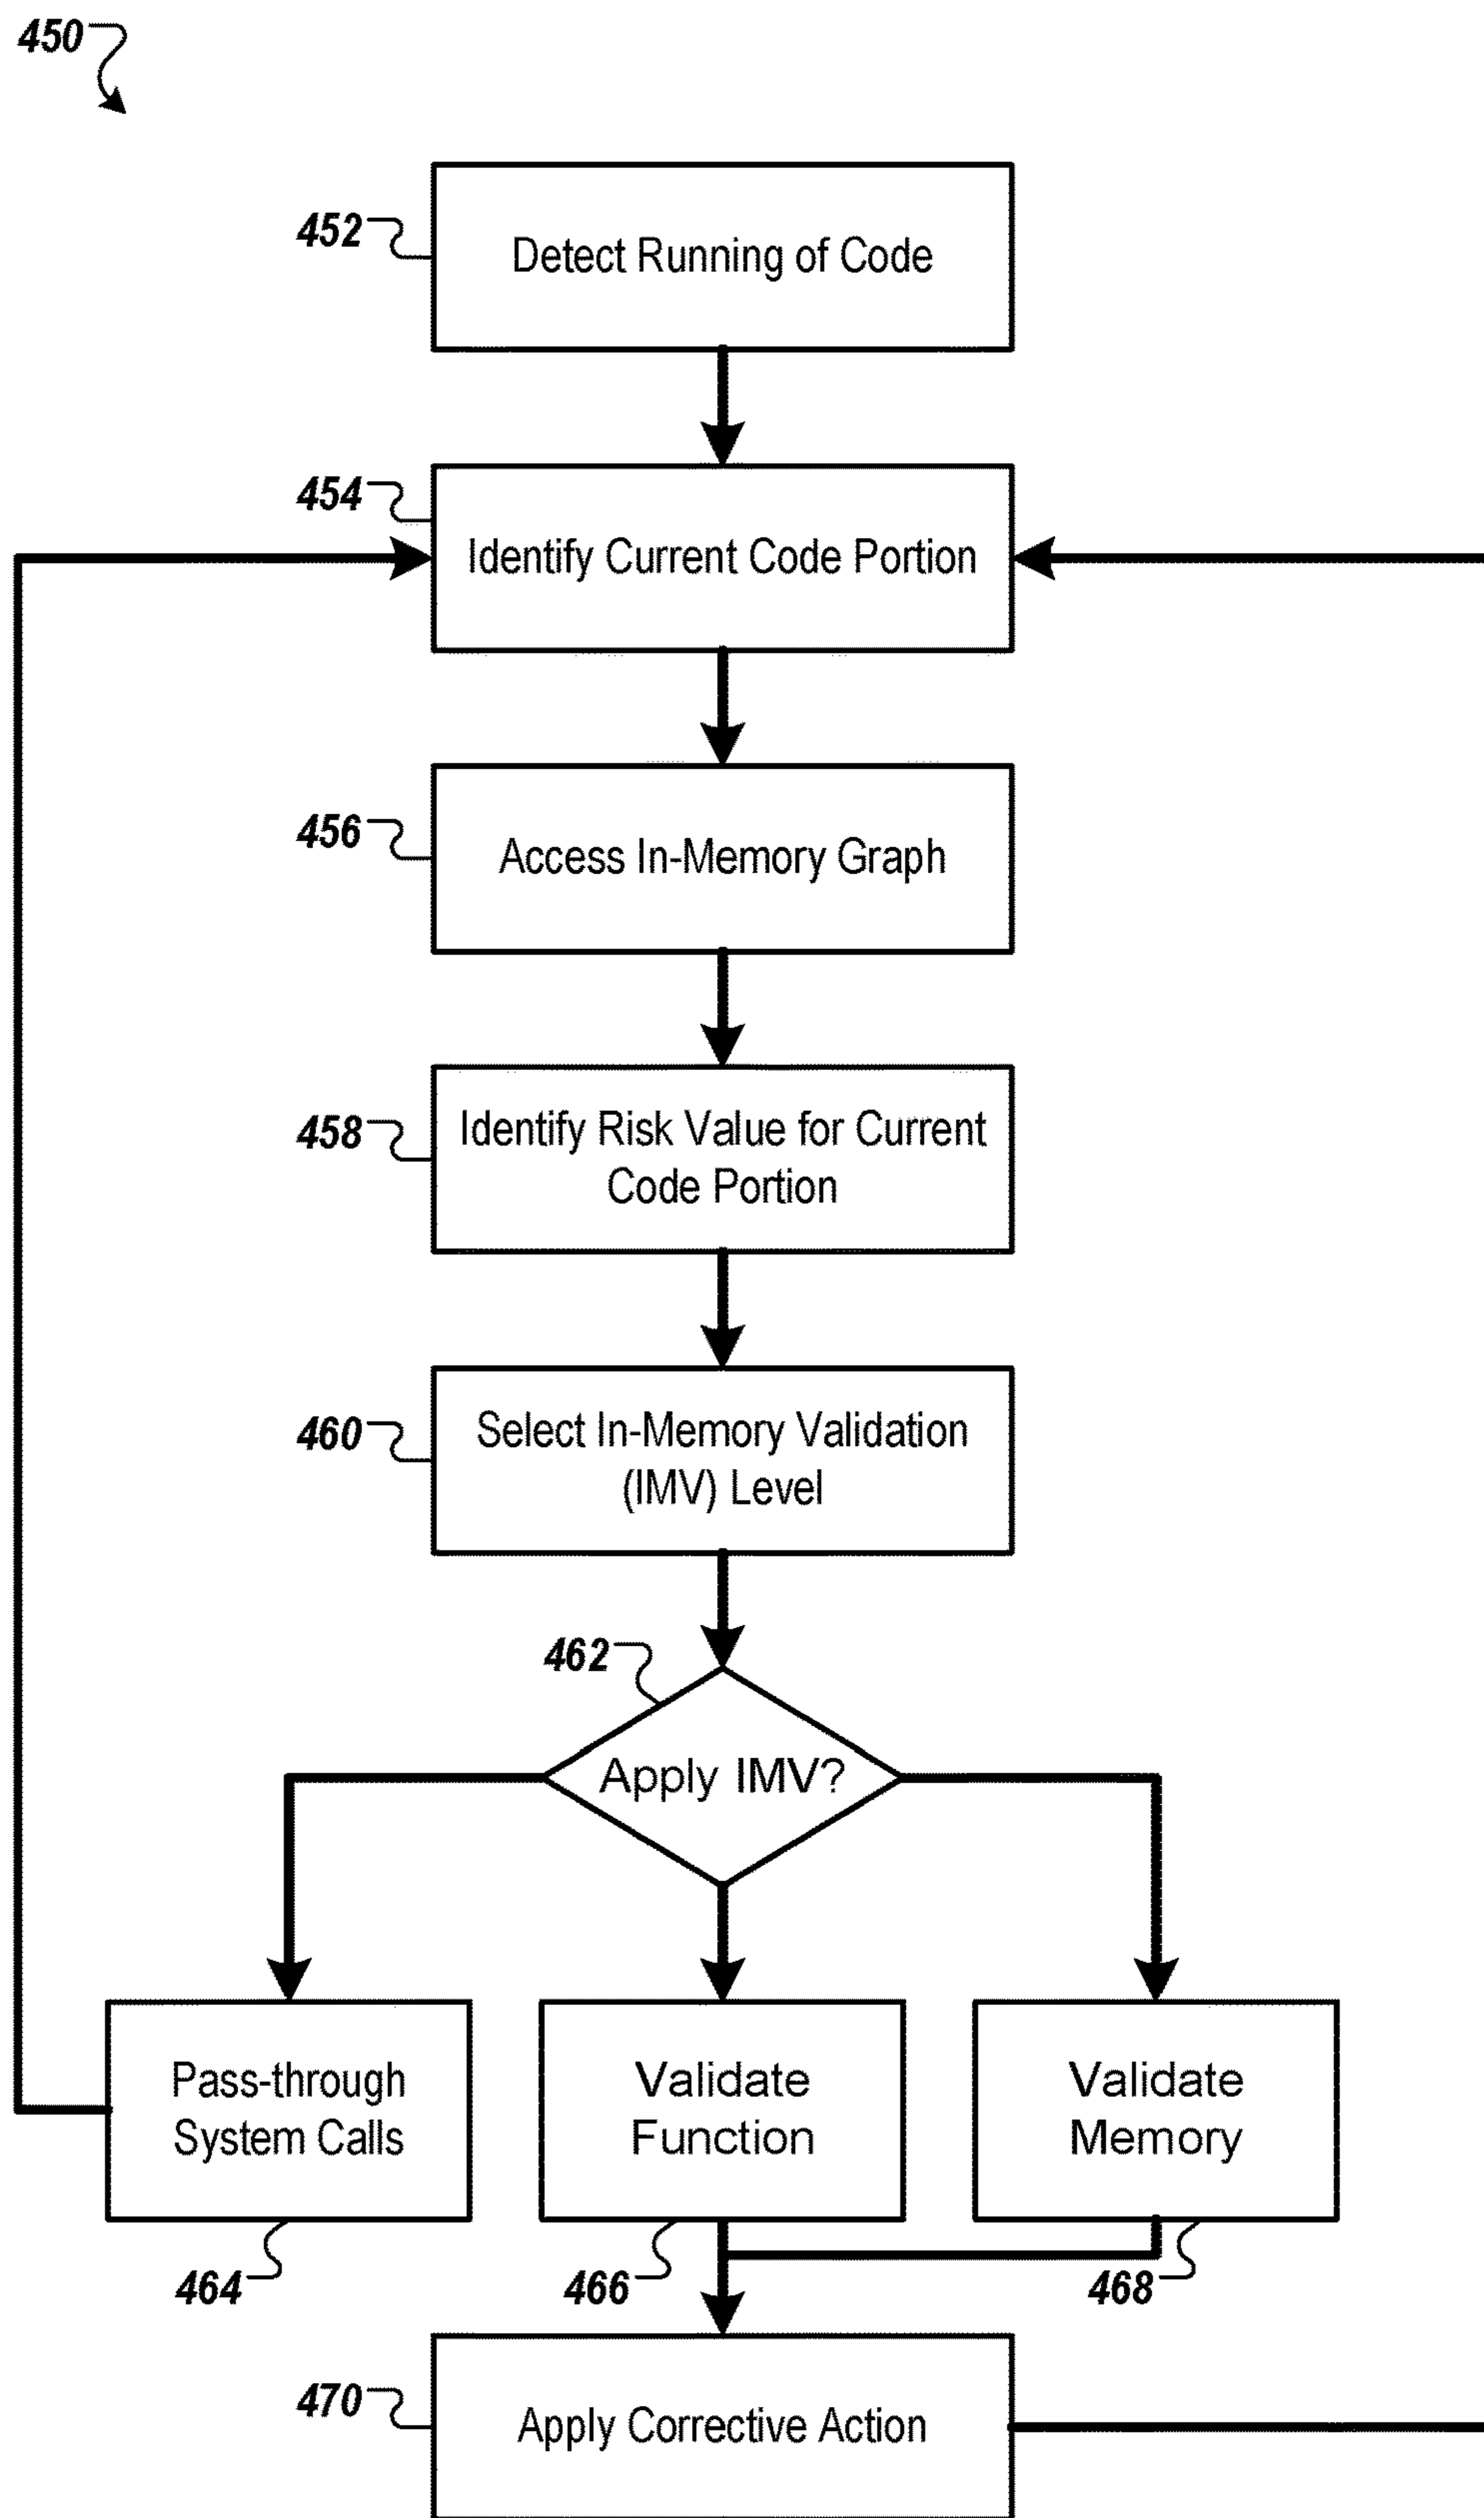 450
452
Detect Running of Code
454
Identify Current Code Portion
456
Access In-Memory Graph
458
Identify Risk Value for Current
Code Portion
460
Select In-Memory Validation
(IMV) Level
462
Apply IMV?
Pass-through
System Calls
Validate
Function
Validate
Memory
464
466
468
470
Apply Corrective Action